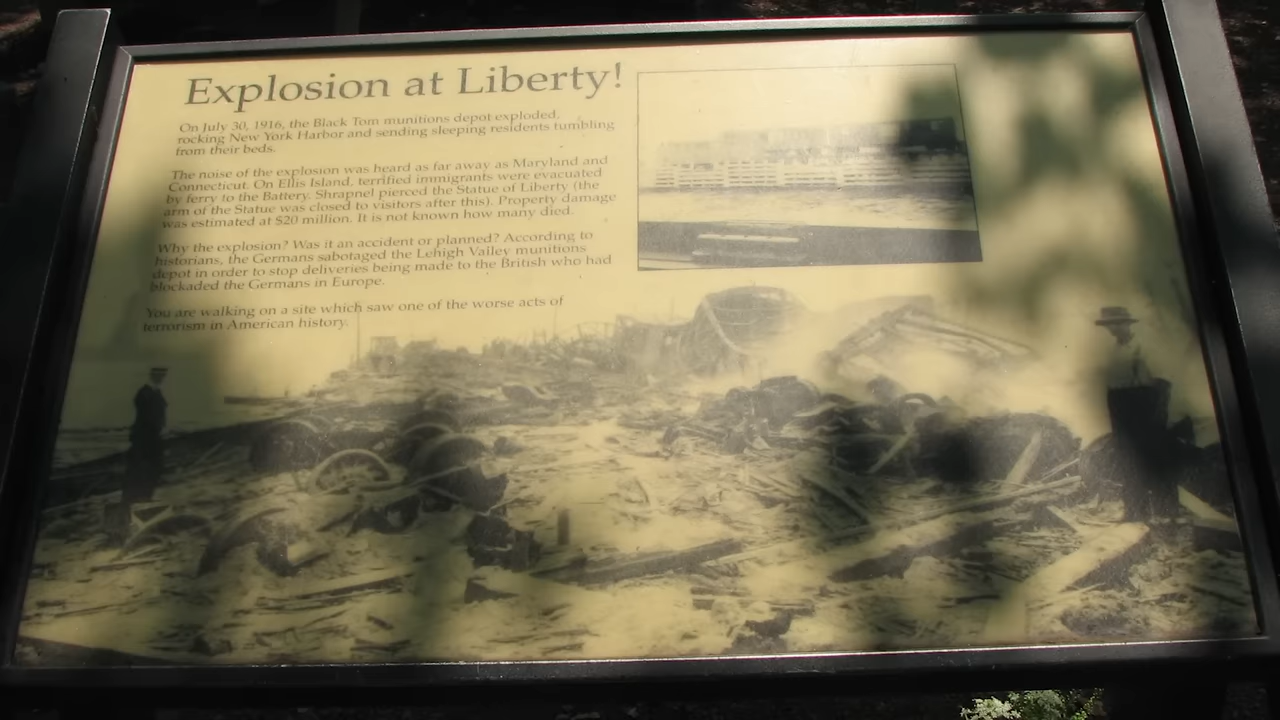 Explosion at Liberty!
On July 30, 1916, the Black Tom munitions depot exploded,
rocking New York Harbor and sending sleeping residents tumbling
from their beds.
The noise of the explosion was heard as far away as Maryland and
Connecticut. On Ellis Island, terrified immigrants were evacuated
by ferry to the Battery. Shrapnel pierced the Statue of Liberty (the
arm of the Statue was closed to visitors after this). Property damage
was estimated at $20 million. It is not known how many died.
Why the explosion? Was it an accident or planned? According to
historians, the Germans sabotaged the Lehigh Valley munitions
depot in order to stop deliveries being made to the British who had
blockaded the Germans in Europe.
You are walking on a site which saw one of the worse acts of
terrorism in American history.